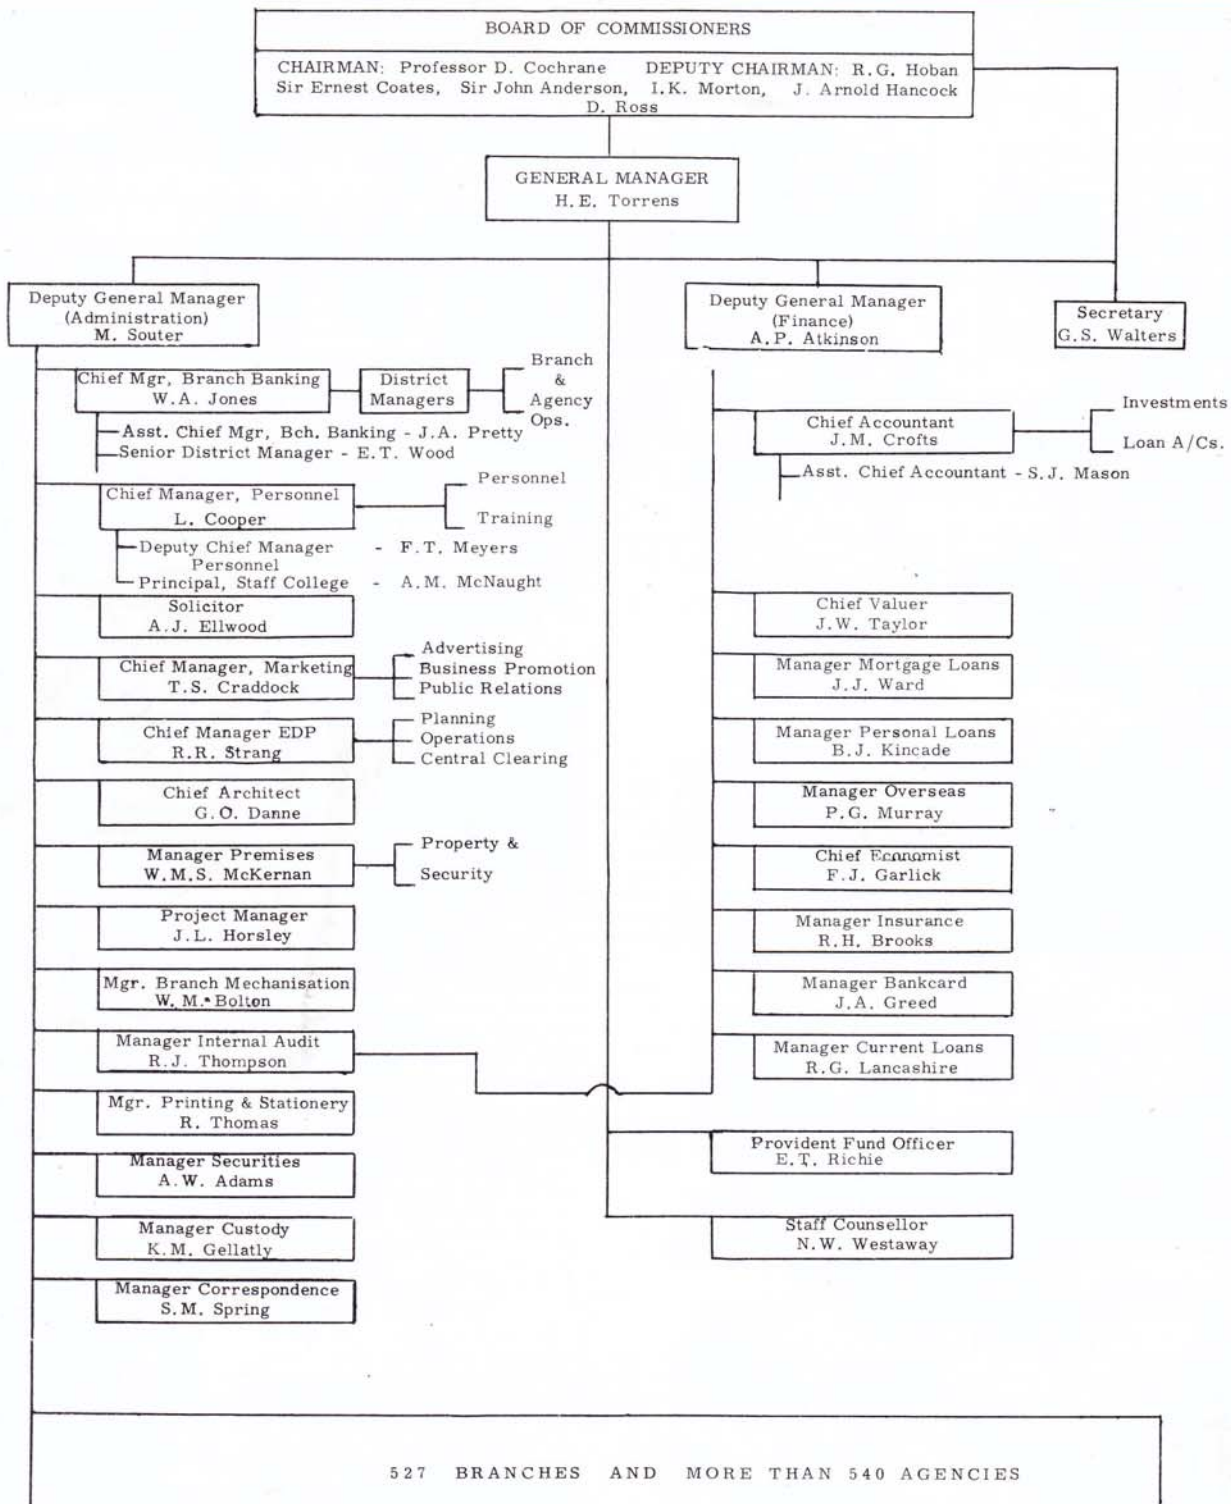 BOARD OF COMMISSIONERS
CHAIRMAN: Professor D. Cochrane DEPUTY CHAIRMAN: R.G. Hoban
Sir Ernest Coates, Sir John Anderson, I.K. Morton, J. Arnold Hancock
D. Ross
GENERAL MANAGER
H.E. Torrens
Deputy General Manager
(Administration)
M. Souter
Deputy General Manager
(Finance)
A.P. Atkinson
Secretary
G.S. Walters
Chief Mgr, Branch Banking
W.A. Jones
District
Managers
Branch
&
Agency
Ops.
Asst. Chief Mgr, Bch. Banking - J.A. Pretty
Senior District Manager - E.T. Wood
Chief Manager, Personnel
L. Cooper
Personnel
Training
Deputy Chief Manager - F.T. Meyers
Personnel
Principal, Staff College - A.M. McNaught
Solicitor
A.J. Ellwood
Chief Manager, Marketing
T.S. Craddock
Advertising
Business Promotion
Public Relations
Chief Manager EDP
R.R. Strang
Planning
Operations
Central Clearing
Chief Architect
G.O. Danne
Manager Premises
W.M.S. McKernan
Property &
Security
Project Manager
J.L. Horsley
Mgr. Branch Mechanisation
W.M. Bolton
Manager Internal Audit
R.J. Thompson
Mgr. Printing & Stationery
R. Thomas
Manager Securities
A.W. Adams
Manager Custody
K.M. Gellatly
Manager Correspondence
S.M. Spring
Chief Accountant
J.M. Crofts
Investments
Loan A/Cs.
Asst. Chief Accountant - S.J. Mason
Chief Valuer
J.W. Taylor
Manager Mortgage Loans
J.J. Ward
Manager Personal Loans
B.J. Kincade
Manager Overseas
P.G. Murray
Chief Economist
F.J. Garlick
Manager Insurance
R.H. Brooks
Manager Bankcard
J.A. Greed
Manager Current Loans
R.G. Lancashire
Provident Fund Officer
E.T. Richie
Staff Counsellor
N.W. Westaway
527 BRANCHES AND MORE THAN 540 AGENCIES